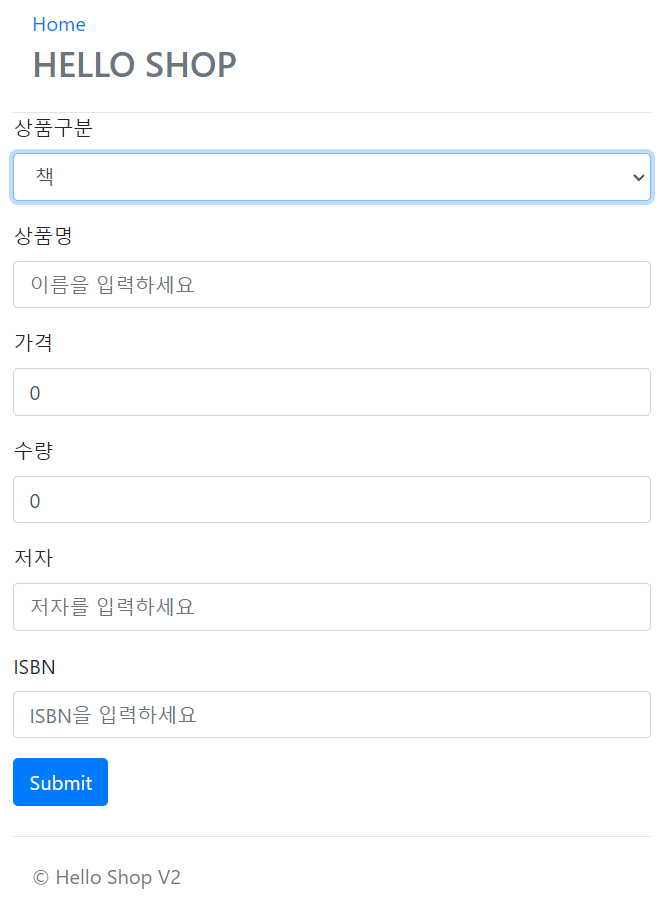 Home
HELLO SHOP
상품구분
책
상품명
이름을 입력하세요
가격
0
수량
0
저자
저자를 입력하세요
ISBN
ISBN을 입력하세요
Submit
© Hello Shop V2